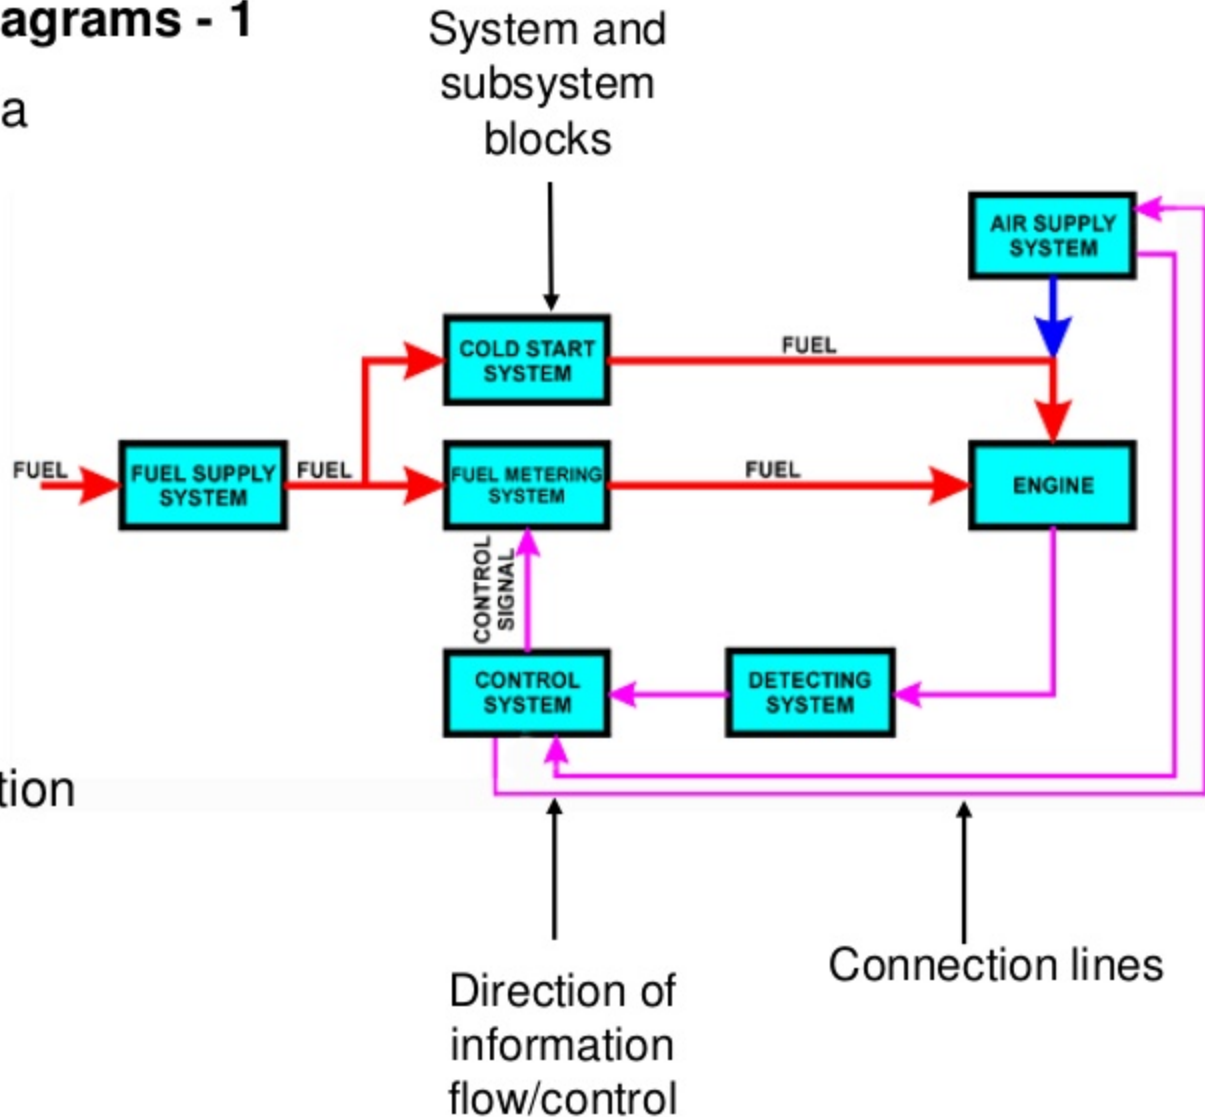 agrams - 1
a
System and
subsystem
blocks
AIR SUPPLY
SYSTEM
COLD START
SYSTEM
FUEL
FUEL
FUEL SUPPLY
SYSTEM
FUEL
FUEL METERING
SYSTEM
FUEL
ENGINE
CONTROL
SIGNAL
CONTROL
SYSTEM
DETECTING
SYSTEM
tion
Direction of
information
flow/control
Connection lines